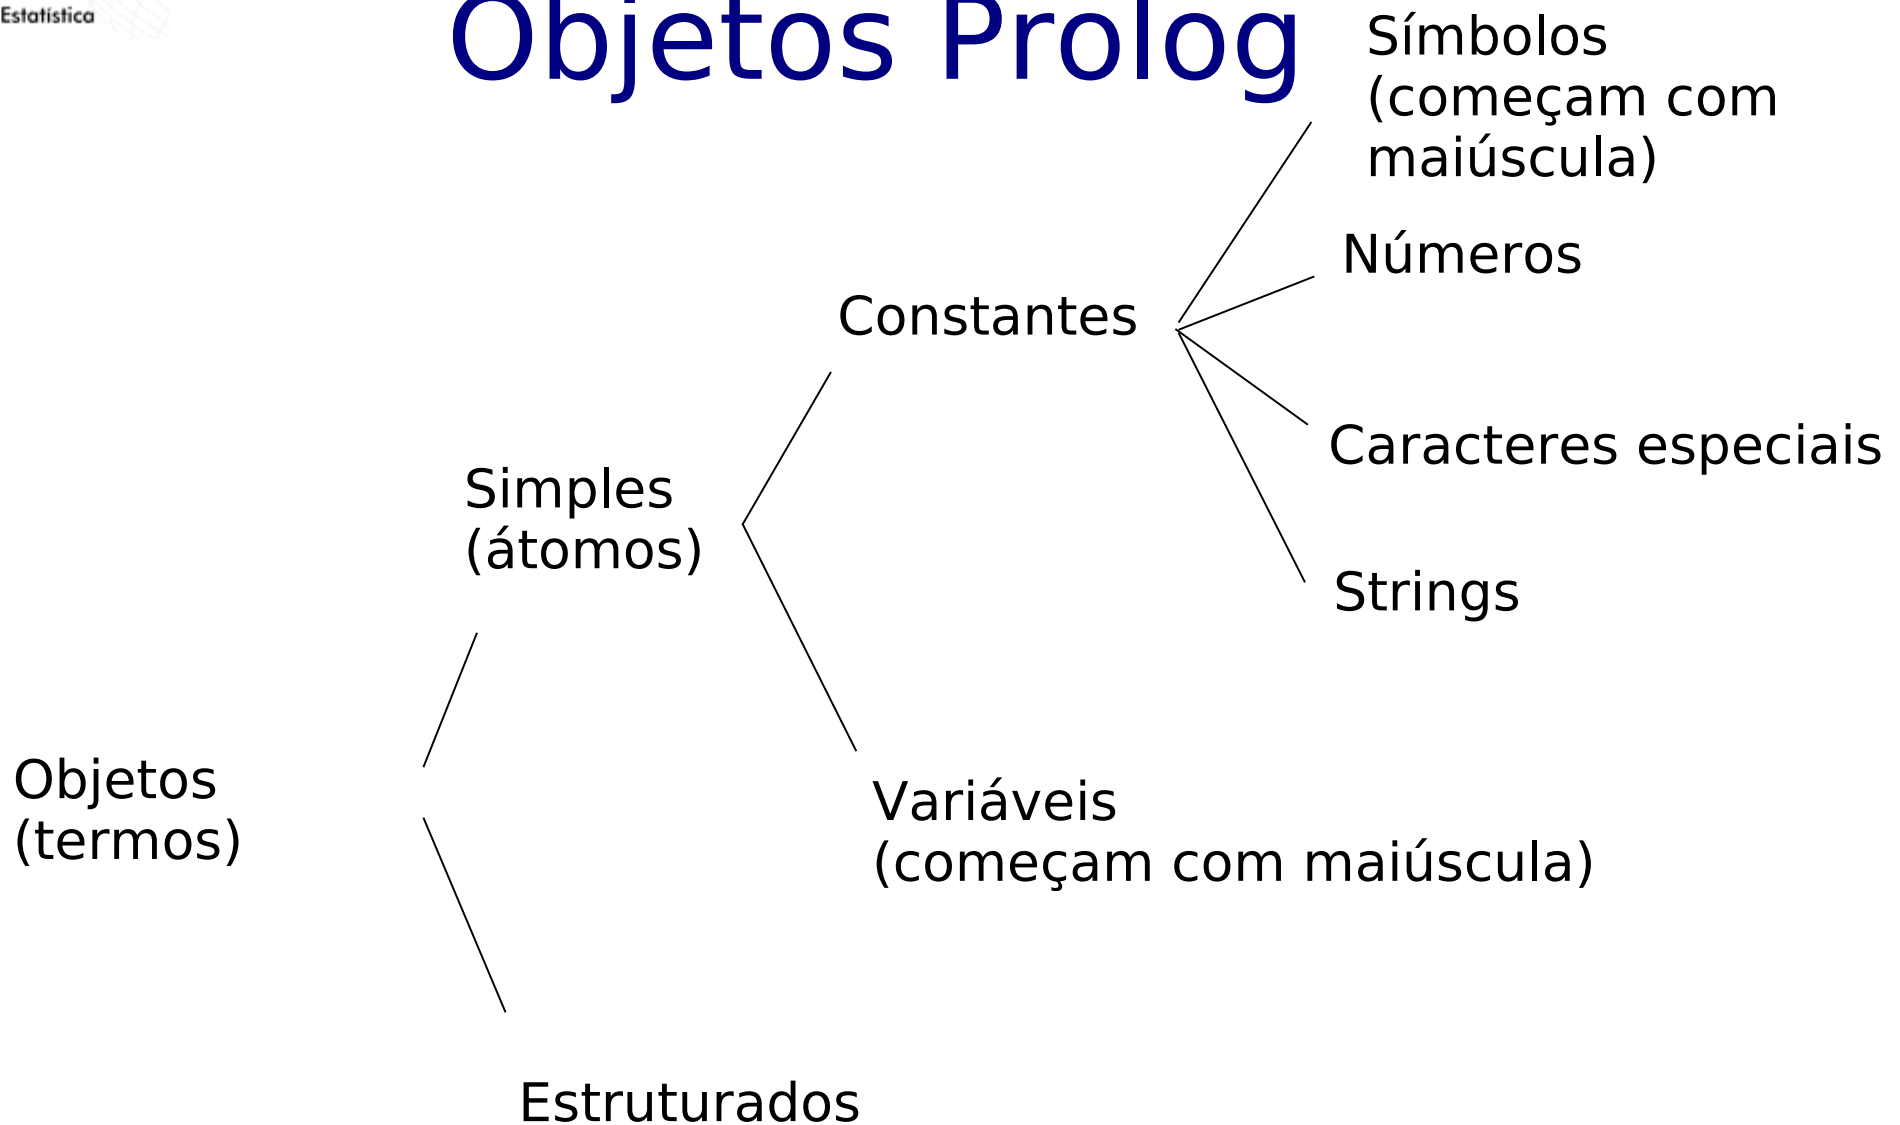 Estatística
Objetos Prolog
Símbolos
(começam com
maiúscula)
Números
Constantes
Caracteres especiais
Simples
(átomos)
Strings
Objetos
(termos)
Variáveis
(começam com maiúscula)
Estruturados